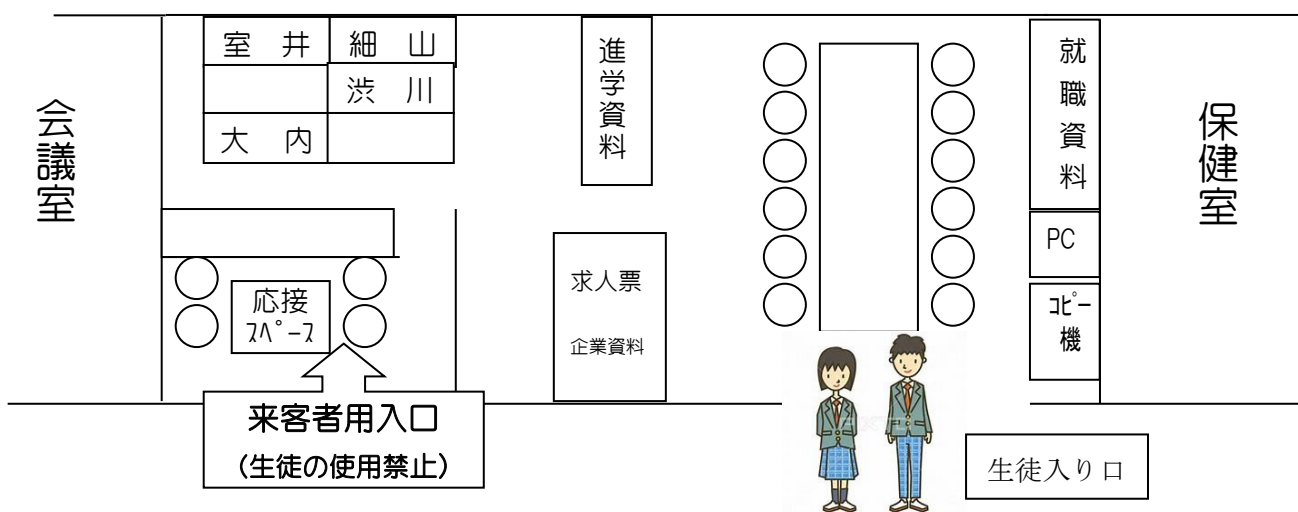 会議室
室　井
細　山
渋　川
大　内
応接
ｽﾍﾟｰｽ
来客者用入口
（生徒の使用禁止）
進学資料
求人票
企業資料
就職資料
PC
ｺﾋﾟｰ
機
保健室
生徒入り口